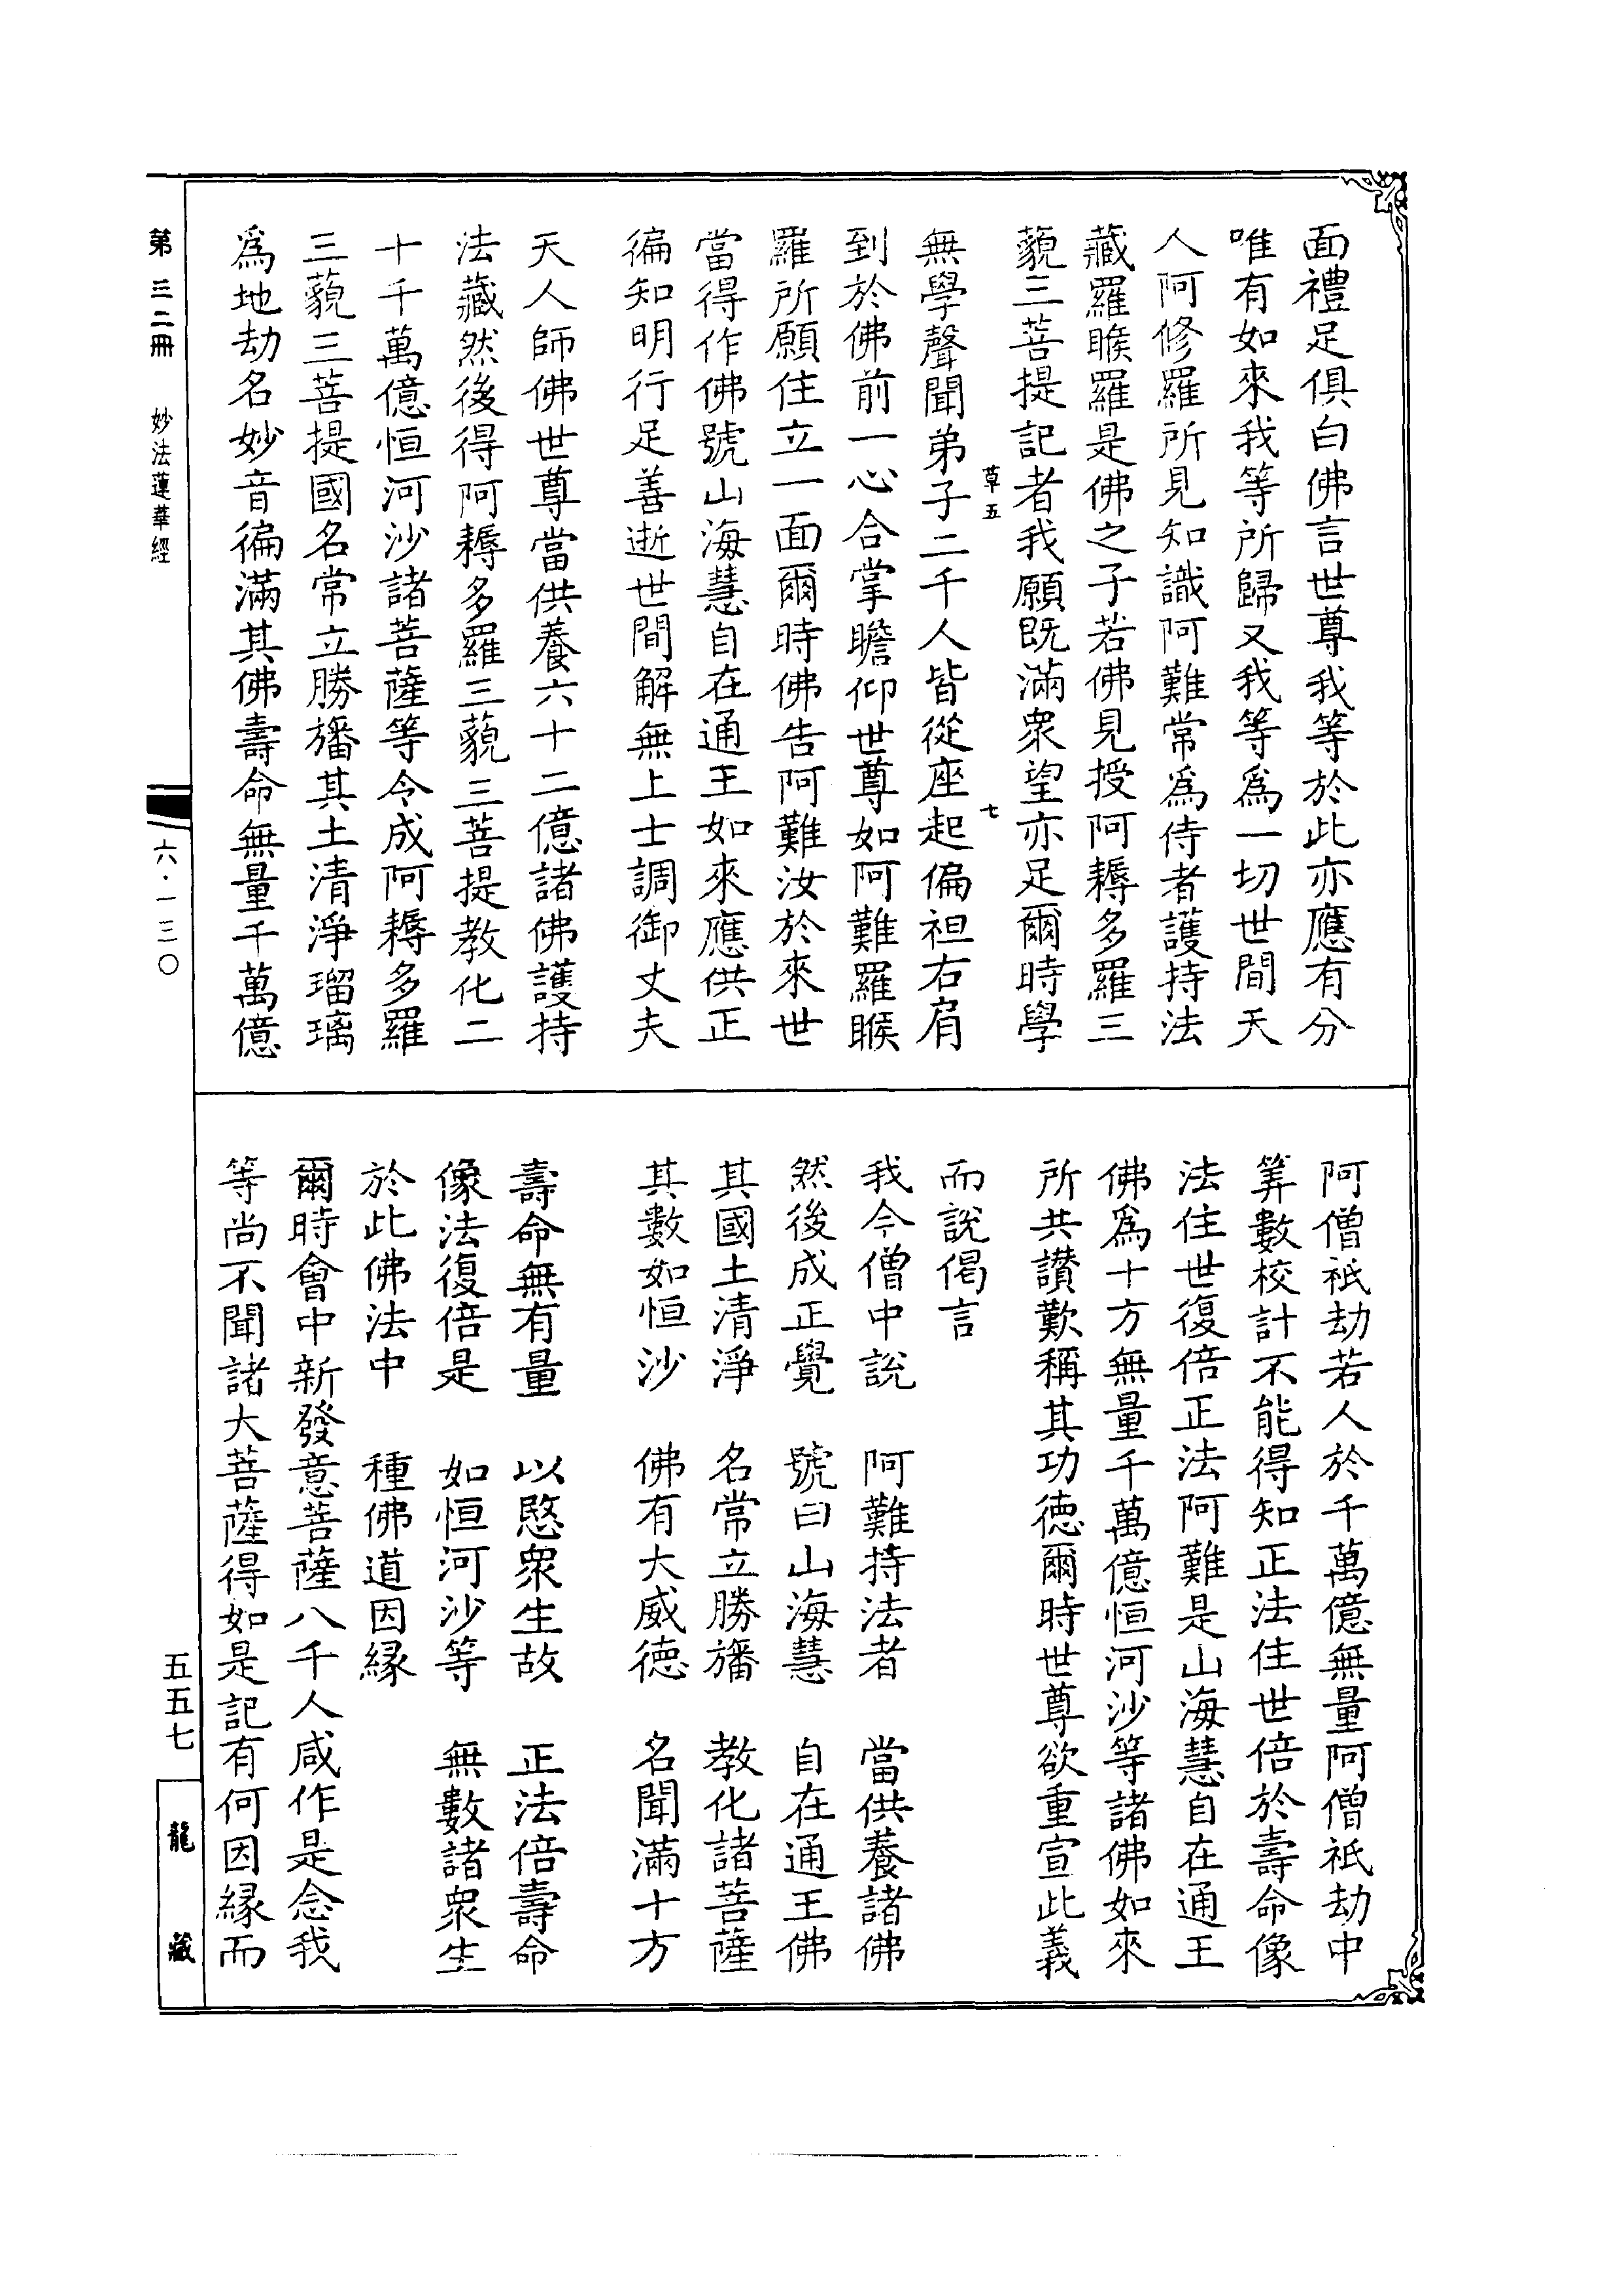 面禮足俱白佛言世尊我等於此亦應有分
唯有如來我等所歸又我等爲一切世間天
人阿修羅所見知識阿難常爲侍者護持法
藏羅睺羅是佛之子若佛見授阿耨多羅三
藐三菩提記者我願既滿衆望亦足爾時學
草五
七
無學聲聞弟子二千人皆從座起偏袒右肩
到於佛前一心合掌瞻仰世尊如阿難羅睺
羅所願住立一面爾時佛告阿難汝於來世
當得作佛號山海慧自在通王如來應供正
徧知明行足善逝世間解無上士調御丈夫
天人師佛世尊當供養六十二億諸佛護持
法藏然後得阿耨多羅三藐三菩提教化二
十千萬億恒河沙諸菩薩等令成阿耨多羅
三藐三菩提國名常立勝旛其土清淨瑠璃
爲地劫名妙音徧滿其佛壽命無量千萬億
阿僧祇劫若人於千萬億無量阿僧祇劫中
筭數校計不能得知正法住世倍於壽命像
法住世復倍正法阿難是山海慧自在通王
佛爲十方無量千萬億恒河沙等諸佛如來
所共讚歎稱其功德爾時世尊欲重宣此義
而說偈言
我今僧中說　阿難持法者　當供養諸佛
然後成正覺　號曰山海慧　自在通王佛
其國土清淨　名常立勝旛　教化諸菩薩
其數如恒沙　佛有大威德　名聞滿十方
壽命無有量　以愍衆生故　正法倍壽命
像法復倍是　如恒河沙等　無數諸衆生
於此佛法中　種佛道因縁
爾時會中新發意菩薩八千人咸作是念我
等尚不聞諸大菩薩得如是記有何因縁而
第三二冊　妙法蓮華經
六·一三〇
五五七
龍藏